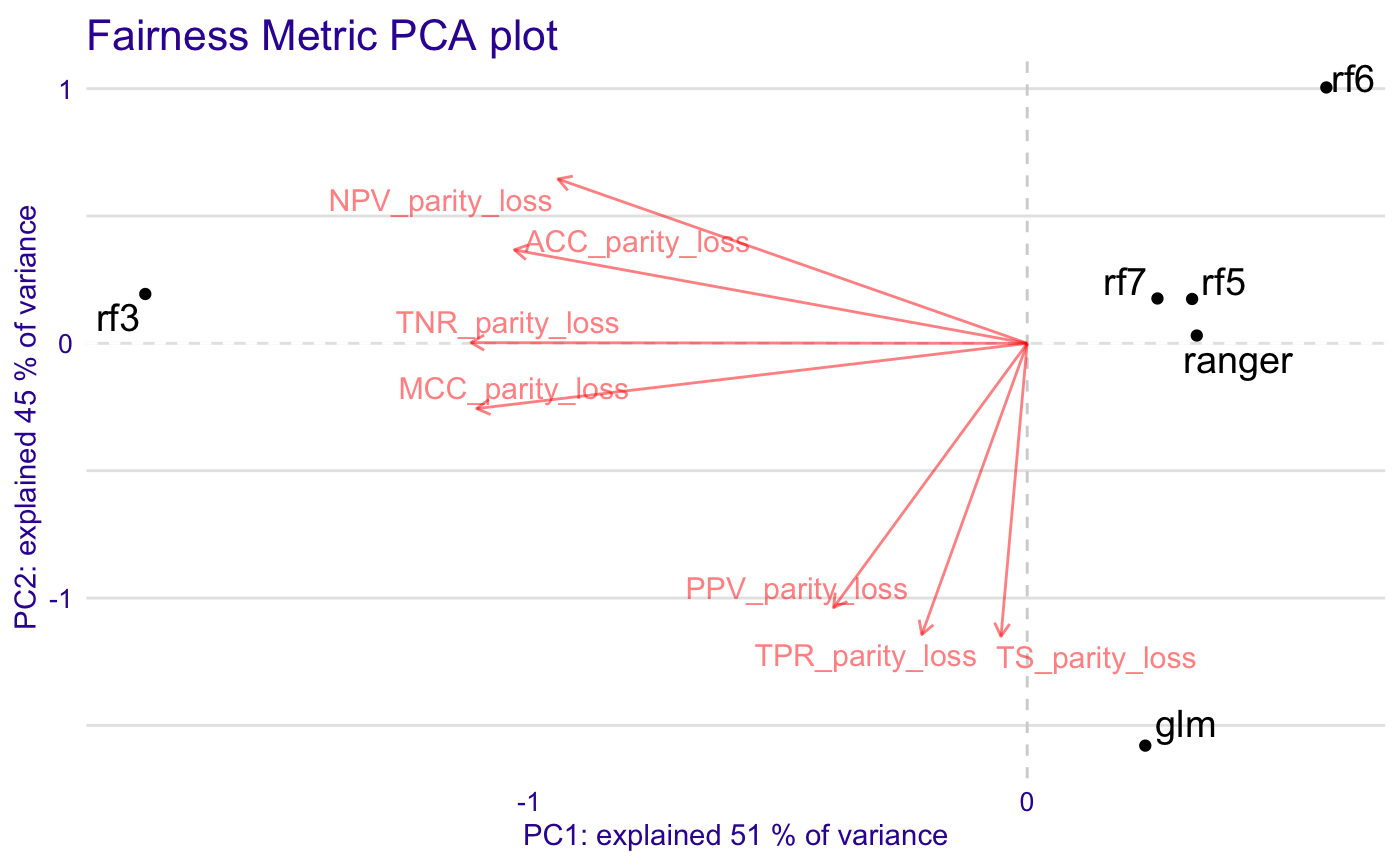 Fairness Metric PCA plot
1
rf6
NPV_parity_loss
ACC_parity_loss
rf7
rf5
rf3
TNR_parity_loss
0
ranger
MCC_parity_loss
PPV_parity_loss
-1
TPR_parity_loss
TS_parity_loss
glm
-1
0
PC1: explained 51 % of variance
PC2: explained 45 % of variance